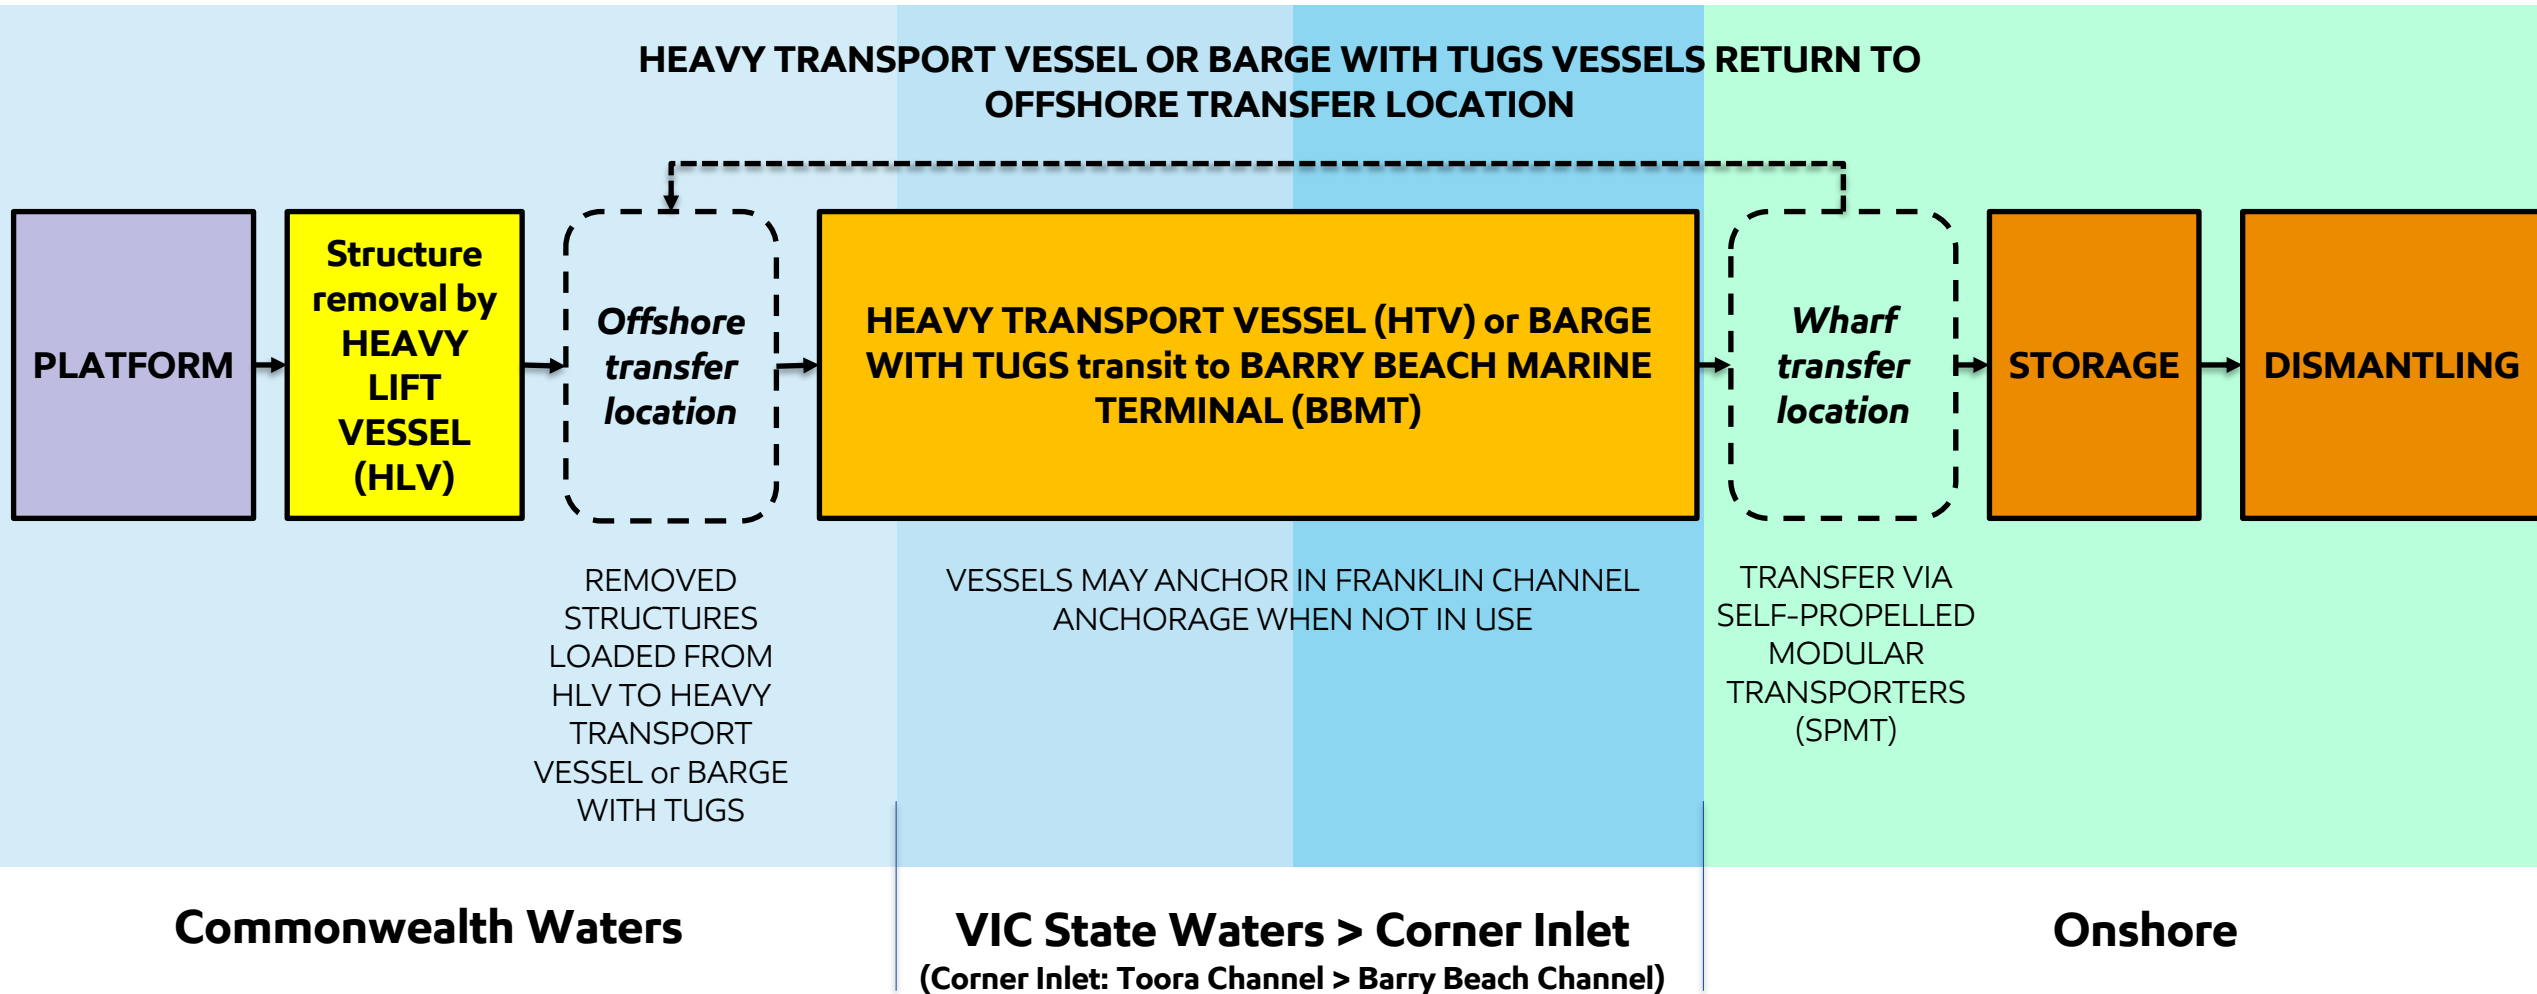 HEAVY TRANSPORT VESSEL OR BARGE WITH TUGS VESSELS RETURN TO
OFFSHORE TRANSFER LOCATION
PLATFORM
Structure
removal by
HEAVY
LIFT
VESSEL
(HLV)
Offshore
transfer
location
HEAVY TRANSPORT VESSEL (HTV) or BARGE
WITH TUGS transit to BARRY BEACH MARINE
TERMINAL (BBMT)
Wharf
transfer
location
STORAGE
DISMANTLING
REMOVED
STRUCTURES
LOADED FROM
HLV TO HEAVY
TRANSPORT
VESSEL or BARGE
WITH TUGS
VESSELS MAY ANCHOR IN FRANKLIN CHANNEL
ANCHORAGE WHEN NOT IN USE
TRANSFER VIA
SELF-PROPELLED
MODULAR
TRANSPORTERS
(SPMT)
Commonwealth Waters
VIC State Waters > Corner Inlet
(Corner Inlet: Toora Channel > Barry Beach Channel)
Onshore